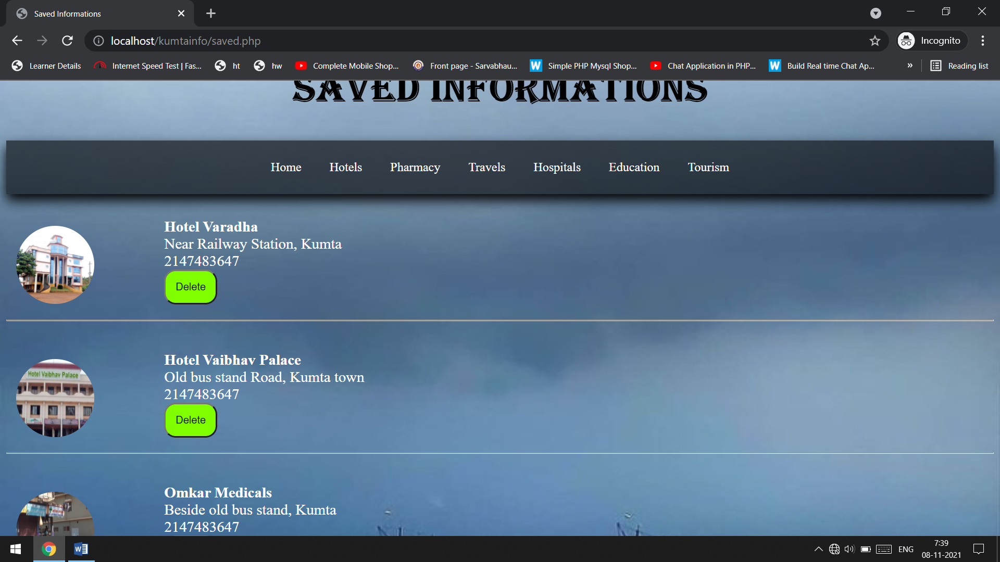 Saved Informations
localhost/kumtainfo/saved.php
Incognito
Learner Details
Internet Speed Test | Fas...
ht
hw
Complete Mobile Shop...
Front page - Sarvabhau...
Simple PHP Mysql Shop...
Chat Application in PHP...
Build Real time Chat Ap...
»
Reading list
SAVED INFORMATIONS
Home Hotels Pharmacy Travels Hospitals Education Tourism
Hotel Varadha
Near Railway Station, Kumta
2147483647
Delete
Hotel Vaibhav Palace
Hotel Vaibhav Palace
Old bus stand Road, Kumta town
2147483647
Delete
Omkar Medicals
Beside old bus stand, Kumta
2147483647
ENG
7:39
08-11-2021